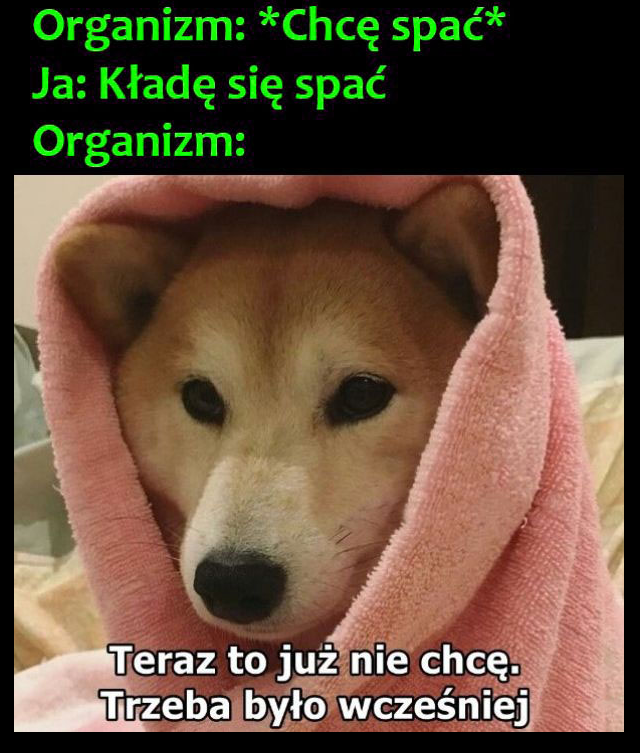 Organizm: *Chcę spać*
Ja: Kładę się spać
Organizm:
Teraz to już nie chcę.
Trzeba było wcześniej